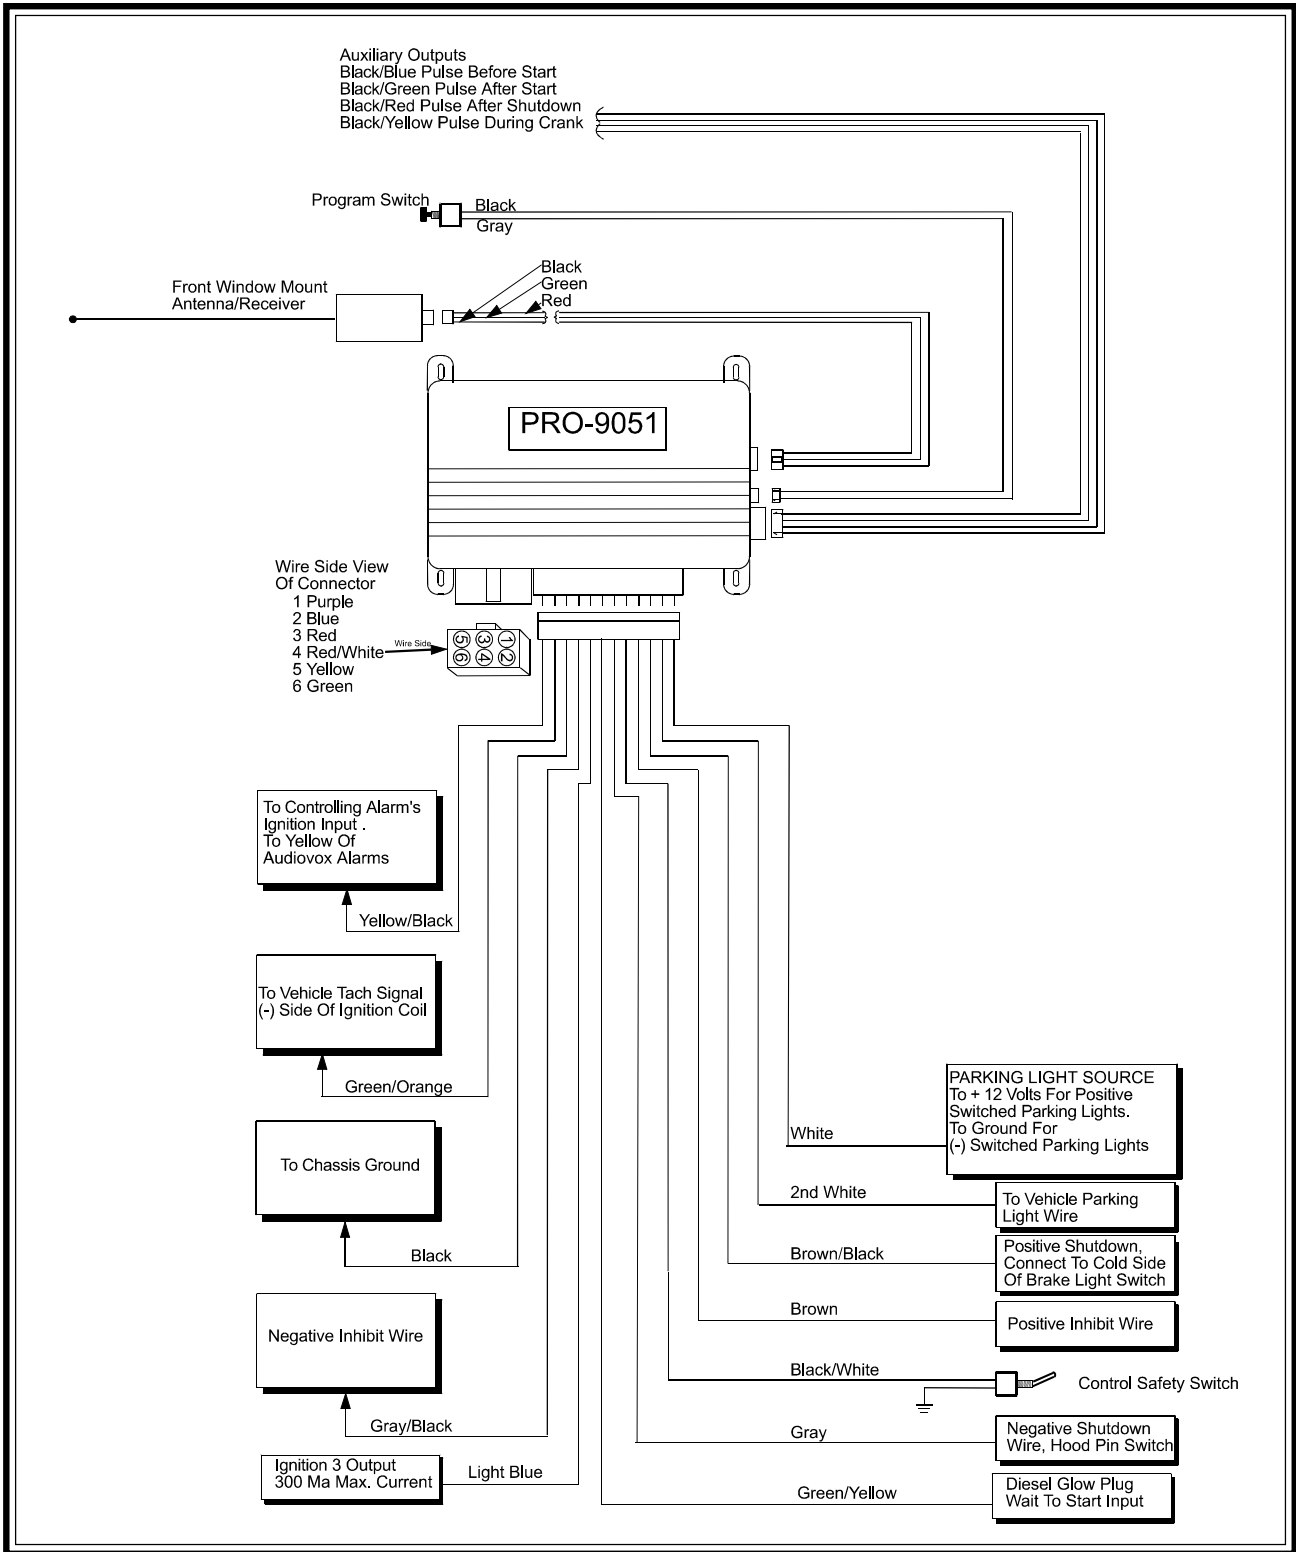 Auxiliary Outputs
Black/Blue Pulse Before Start
Black/Green Pulse After Start
Black/Red Pulse After Shutdown
Black/Yellow Pulse During Crank
Program Switch
Black
Gray
Front Window Mount
Antenna/Receiver
Black
Green
Red
PRO-9051
Wire Side View
Of Connector
1 Purple
2 Blue
3 Red
4 Red/White
5 Yellow
6 Green
Wire Side
5 3 1
6 4 2
To Controlling Alarm's
Ignition Input .
To Yellow Of
Audiovox Alarms
Yellow/Black
To Vehicle Tach Signal
(-) Side Of Ignition Coil
Green/Orange
To Chassis Ground
Black
Negative Inhibit Wire
Gray/Black
Ignition 3 Output
300 Ma Max. Current
Light Blue
White
PARKING LIGHT SOURCE
To + 12 Volts For Positive
Switched Parking Lights.
To Ground For
(-) Switched Parking Lights
2nd White
To Vehicle Parking
Light Wire
Brown/Black
Positive Shutdown,
Connect To Cold Side
Of Brake Light Switch
Brown
Positive Inhibit Wire
Black/White
Control Safety Switch
Gray
Negative Shutdown
Wire, Hood Pin Switch
Green/Yellow
Diesel Glow Plug
Wait To Start Input